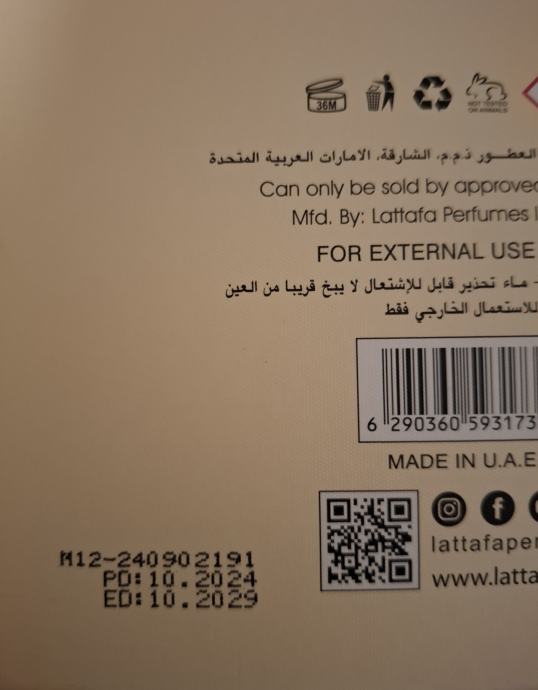 36M
NOT TESTED
ON ANIMALS
العطور ذ.م.م، الشارقة، الامارات العربية المتحدة
Can only be sold by approved
Mfd. By: Lattafa Perfumes I
FOR EXTERNAL USE
- ماء تحذير قابل للإشتعال لا يبخ قريبا من العين
للاستعمال الخارجي فقط
6 290360 593173
MADE IN U.A.E
lattafaper
www.latta
M12-240902191
PD:10.2024
ED:10.2029